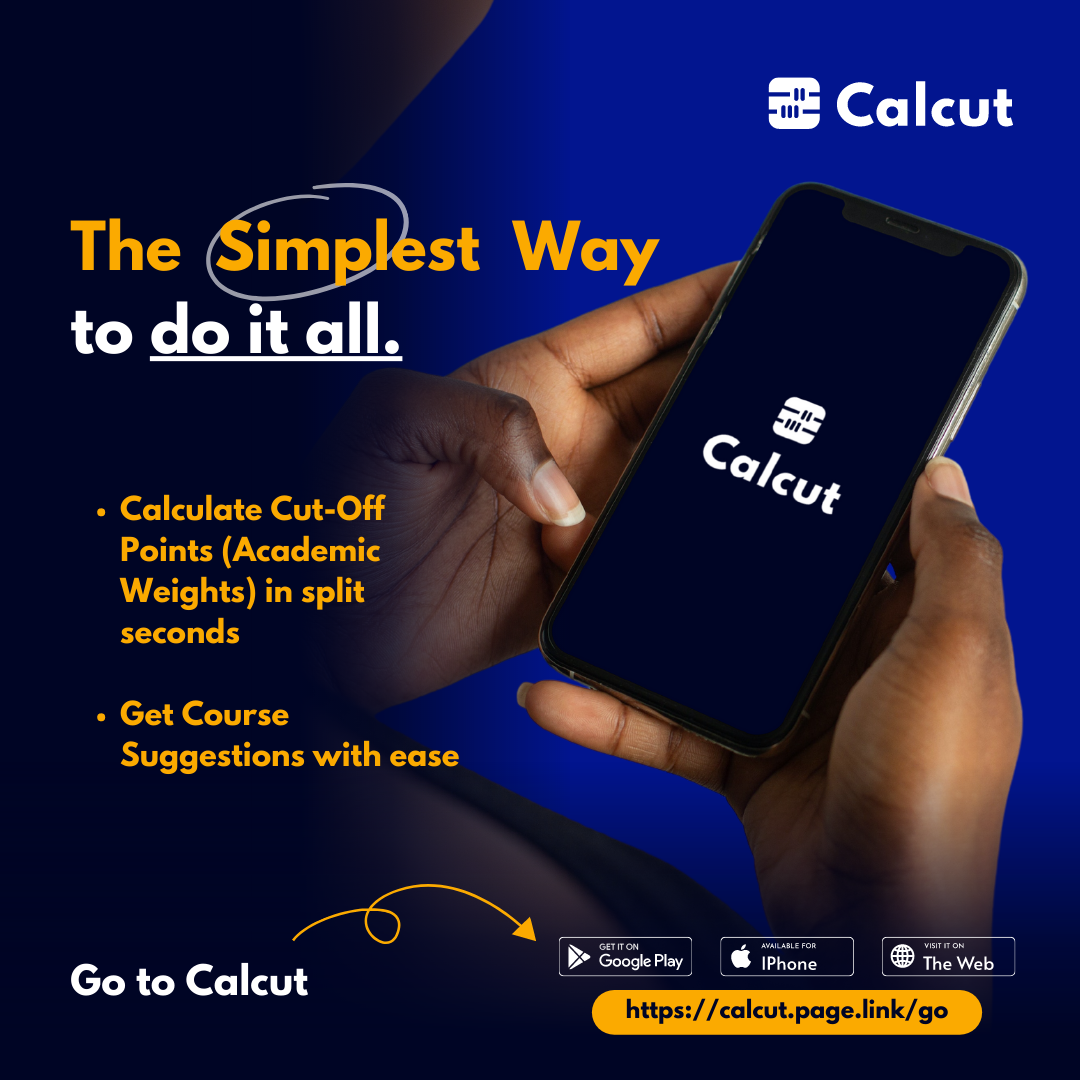 Calcut
The Simplest Way
to do it all.
Calcut
• Calculate Cut-Off
Points (Academic
Weights) in split
seconds
• Get Course
Suggestions with ease
Go to Calcut
GET IT ON
Google Play
AVAILABLE FOR
IPhone
VISIT IT ON
The Web
https://calcut.page.link/go